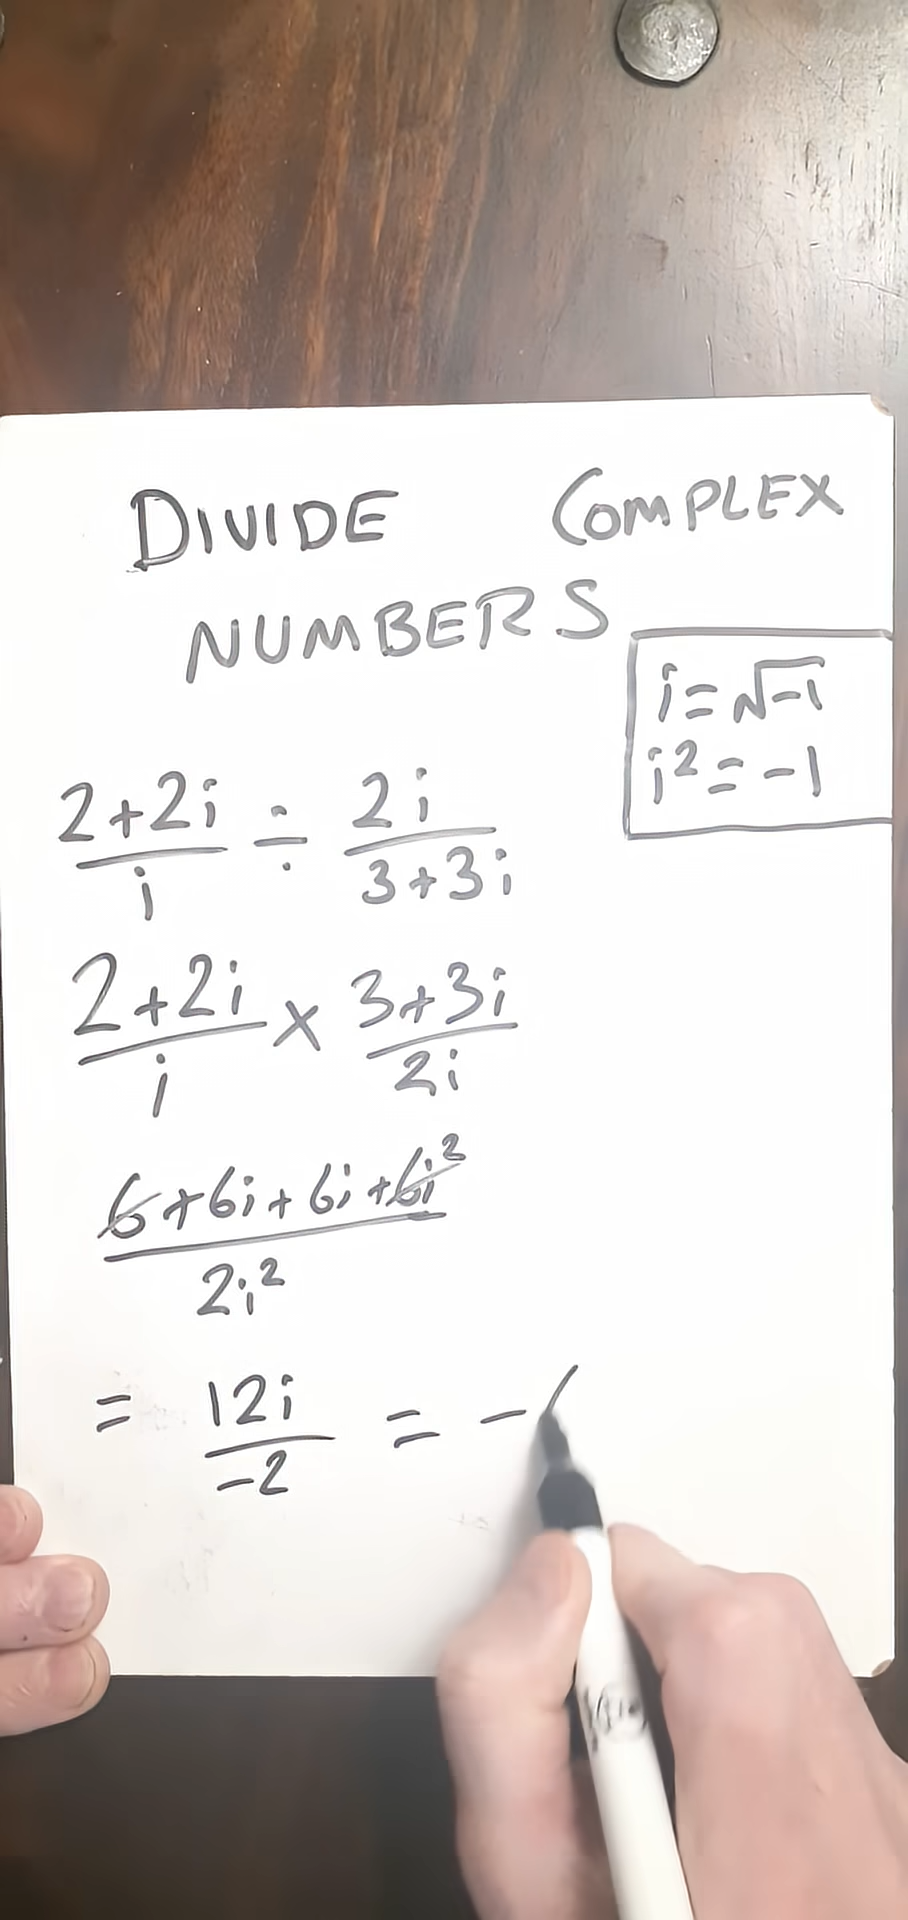 DIVIDE COMPLEX
NUMBERS
i=√-1
i²=-1
2+2i/i ÷ 2i/3+3i
2+2i/i × 3+3i/2i
6+6i+6i+6i²/2i²
= 12i/-2 = -